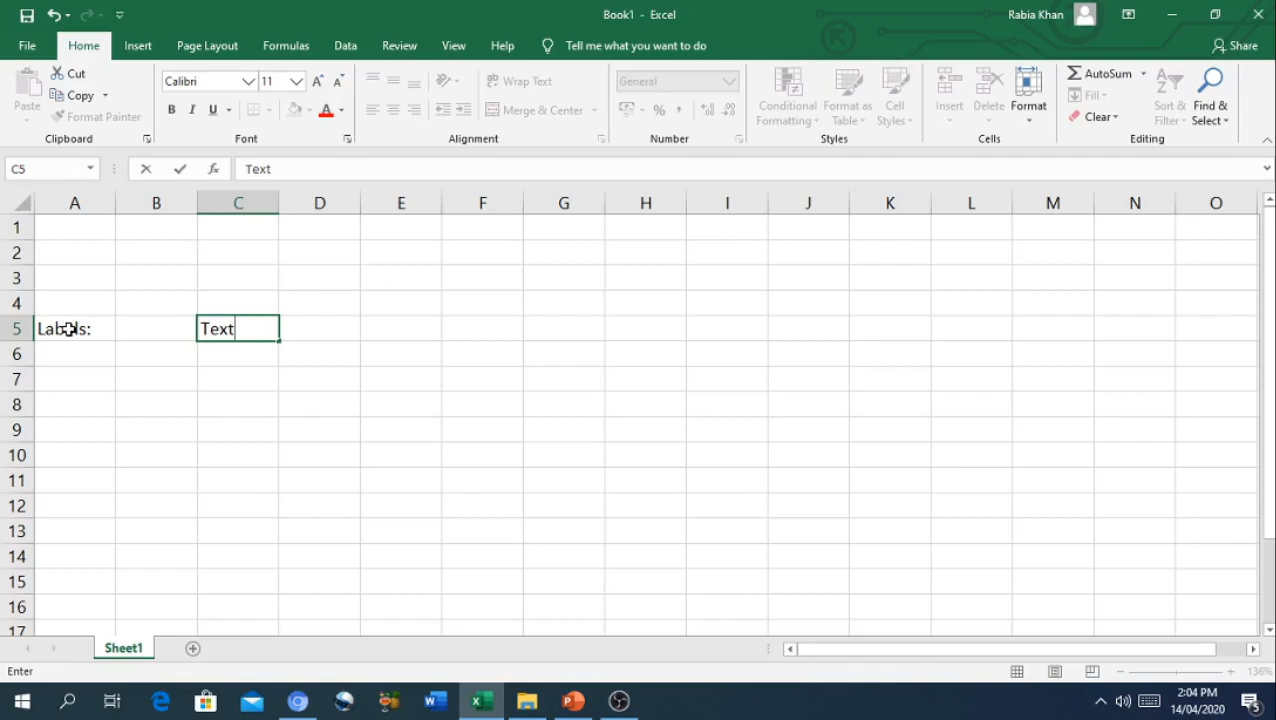 Book1 - Excel
Rabia Khan
File Home Insert Page Layout Formulas Data Review View Help Tell me what you want to do Share
Paste
Cut
Copy
Format Painter
Clipboard
Calibri 11
B I U
Font
Wrap Text
Merge & Center
Alignment
General
%
Number
Conditional Formatting
Format as Table
Cell Styles
Styles
Insert Delete Format
Cells
AutoSum
Fill
Clear
Sort & Filter
Find & Select
Editing
C5 fx Text
A B C D E F G H I J K L M N O
1
2
3
4
5 Labels: Text
6
7
8
9
10
11
12
13
14
15
16
17
Sheet1
Enter 136%
2:04 PM
14/04/2020
5